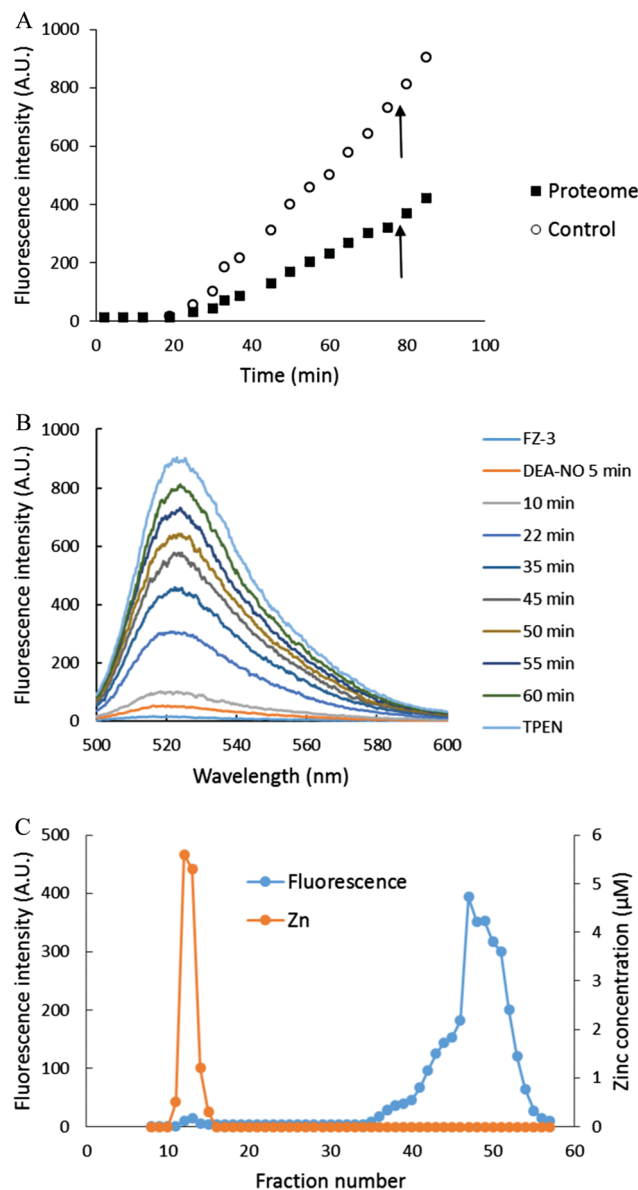 A
Fluorescence intensity (A.U.)
1000
800
600
400
200
0
0 20 40 60 80 100
Time (min)
Proteome
Control
B
Fluorescence intensity (A.U.)
1000
800
600
400
200
0
500 520 540 560 580 600
Wavelength (nm)
FZ-3
DEA-NO 5 min
10 min
22 min
35 min
45 min
50 min
55 min
60 min
TPEN
C
Fluorescence intensity (A.U.)
500
400
300
200
100
0
0 10 20 30 40 50 60
Fraction number
Fluorescence
Zn
6
5
4
3
2
1
0
Zinc concentration (µM)